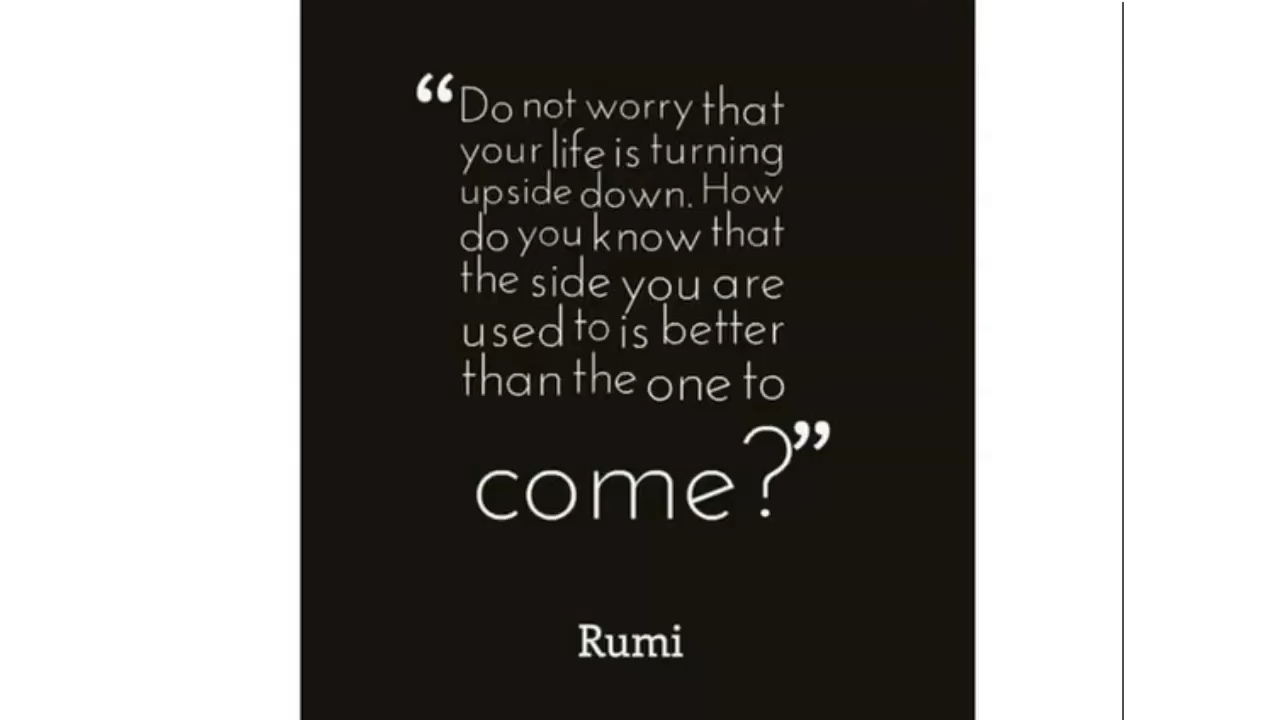 “Do not worry that
your life is turning
upside down. How
do you know that
the side you are
used to is better
than the one to
come?”
Rumi